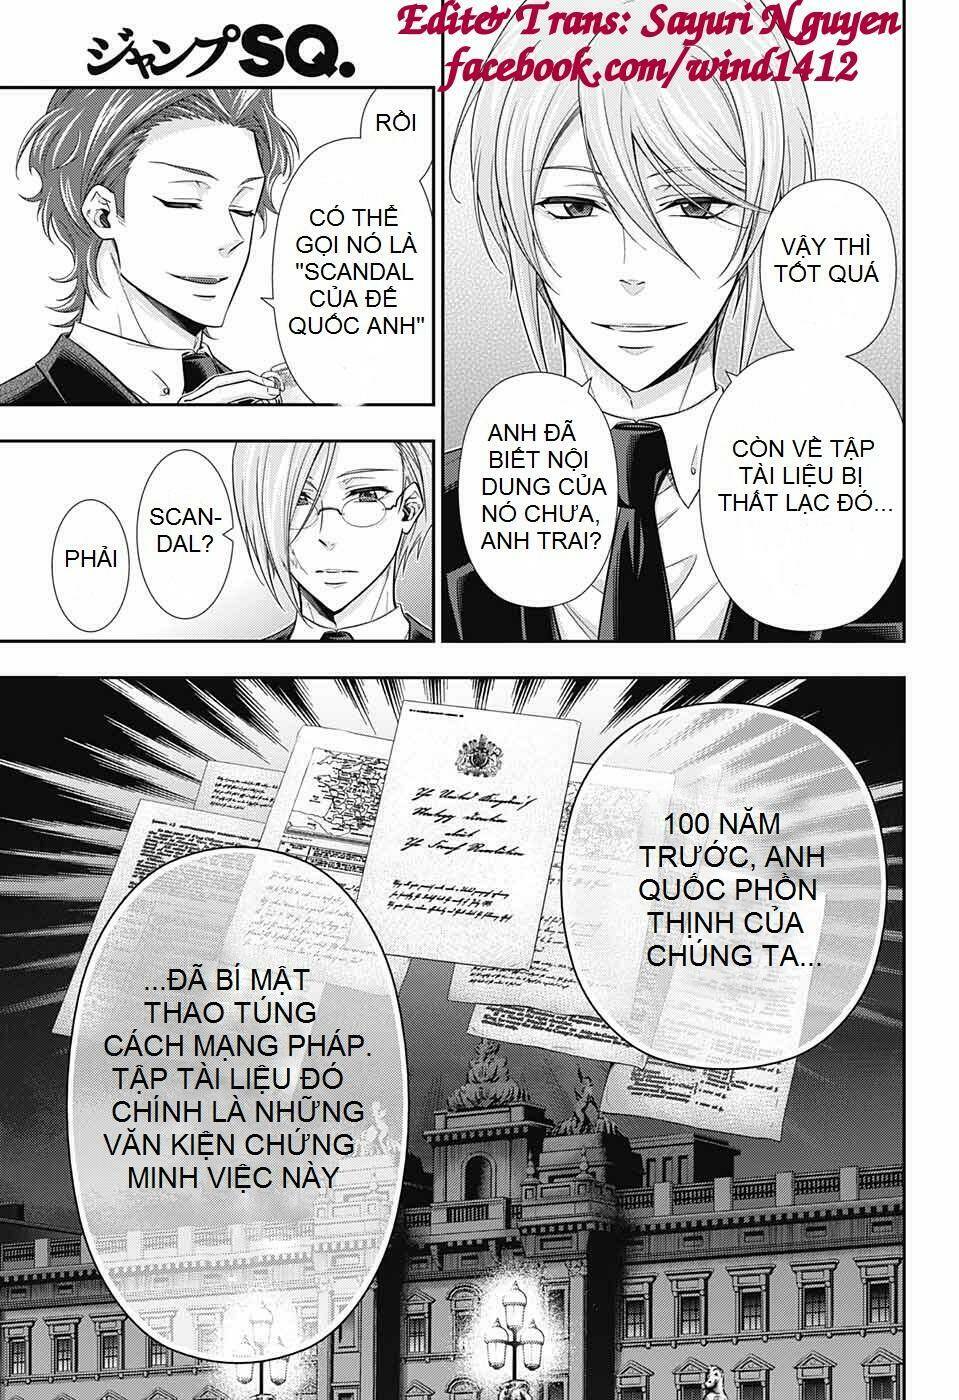 ジャンプSQ.
Edit& Trans: Sayuri Nguyen
facebook.com/wind1412
VẬY THÌ
TỐT QUÁ
CÒN VỀ TẬP
TÀI LIỆU BỊ
THẤT LẠC ĐÓ...
ANH ĐÃ
BIẾT NỘI
DUNG CỦA
NÓ CHƯA,
ANH TRAI?
RỒI
CÓ THỂ
GỌI NÓ LÀ
"SCANDAL
CỦA ĐẾ
QUỐC ANH"
SCAN-
DAL?
PHẢI
100 NĂM
TRƯỚC, ANH
QUỐC PHỒN
THỊNH CỦA
CHÚNG TA...
...ĐÃ BÍ MẬT
THAO TÚNG
CÁCH MẠNG PHÁP.
TẬP TÀI LIỆU ĐÓ
CHÍNH LÀ NHỮNG
VĂN KIỆN CHỨNG
MINH VIỆC NÀY